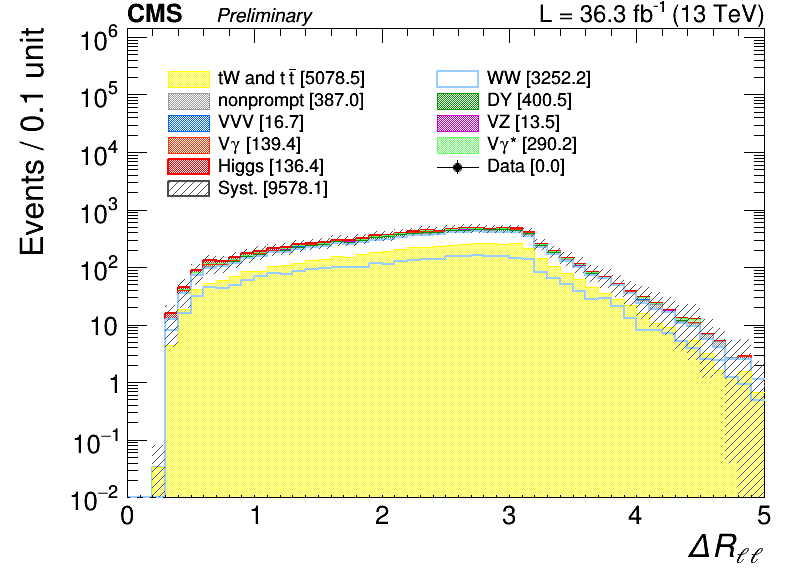 CMS Preliminary L = 36.3 fb⁻¹ (13 TeV)
Events / 0.1 unit
10⁶
10⁵
10⁴
10³
10²
10
1
10⁻¹
10⁻²
tW and tt̄ [5078.5]
nonprompt [387.0]
VVV [16.7]
Vγ [139.4]
Higgs [136.4]
Syst. [9578.1]
WW [3252.2]
DY [400.5]
VZ [13.5]
Vγ* [290.2]
Data [0.0]
0 1 2 3 4 5
ΔR_ℓℓ